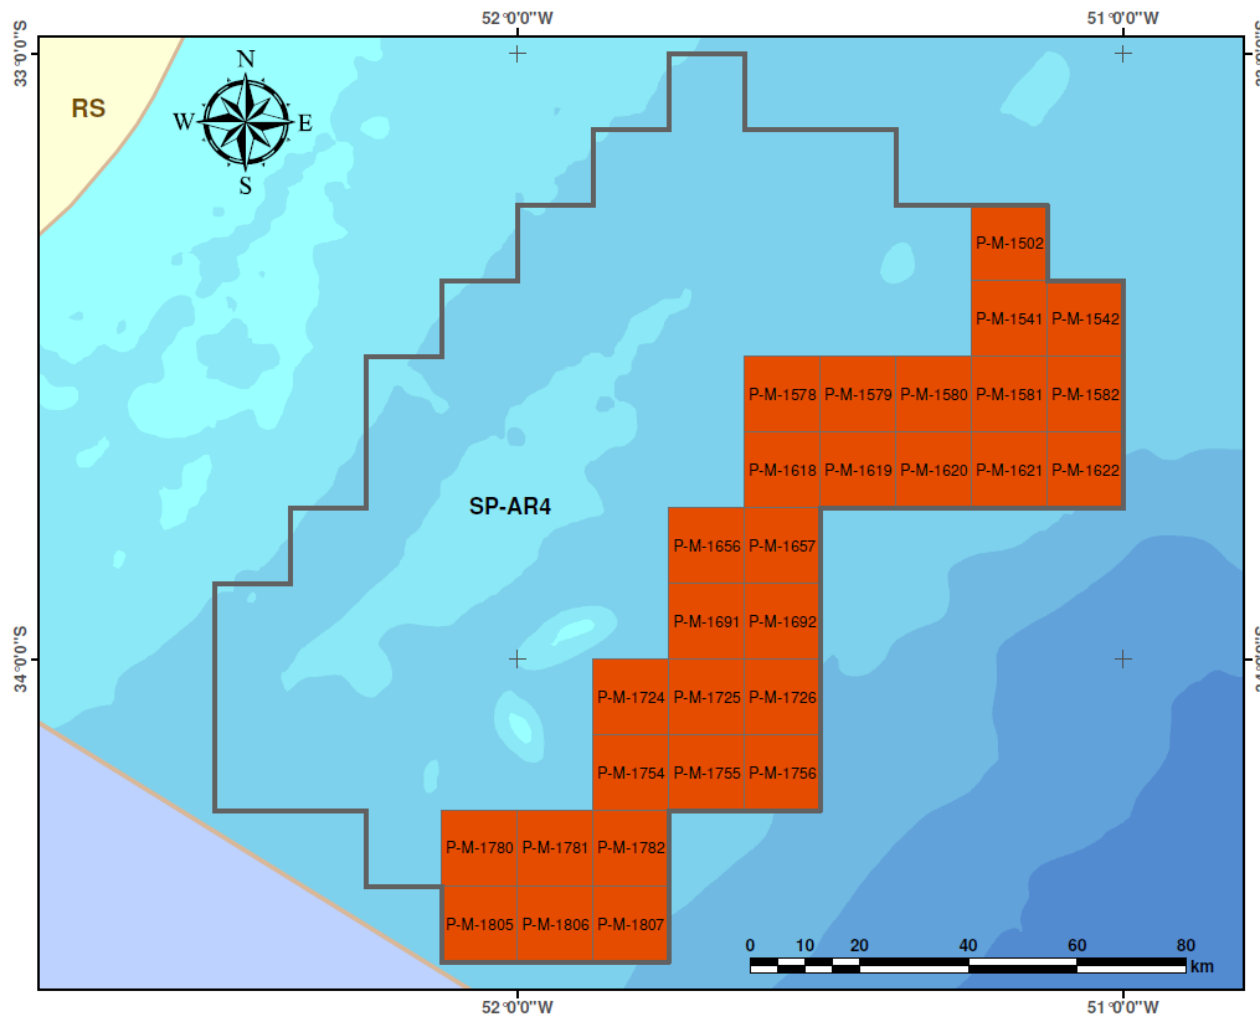 52°0'0"W 51°0'0"W
33°0'0"S
RS
N
W E
S
P-M-1502
P-M-1541 P-M-1542
P-M-1578 P-M-1579 P-M-1580 P-M-1581 P-M-1582
P-M-1618 P-M-1619 P-M-1620 P-M-1621 P-M-1622
SP-AR4
P-M-1656 P-M-1657
P-M-1691 P-M-1692
34°0'0"S 34°0'0"S
P-M-1724 P-M-1725 P-M-1726
P-M-1754 P-M-1755 P-M-1756
P-M-1780 P-M-1781 P-M-1782
P-M-1805 P-M-1806 P-M-1807
0 10 20 40 60 80
km
52°0'0"W 51°0'0"W